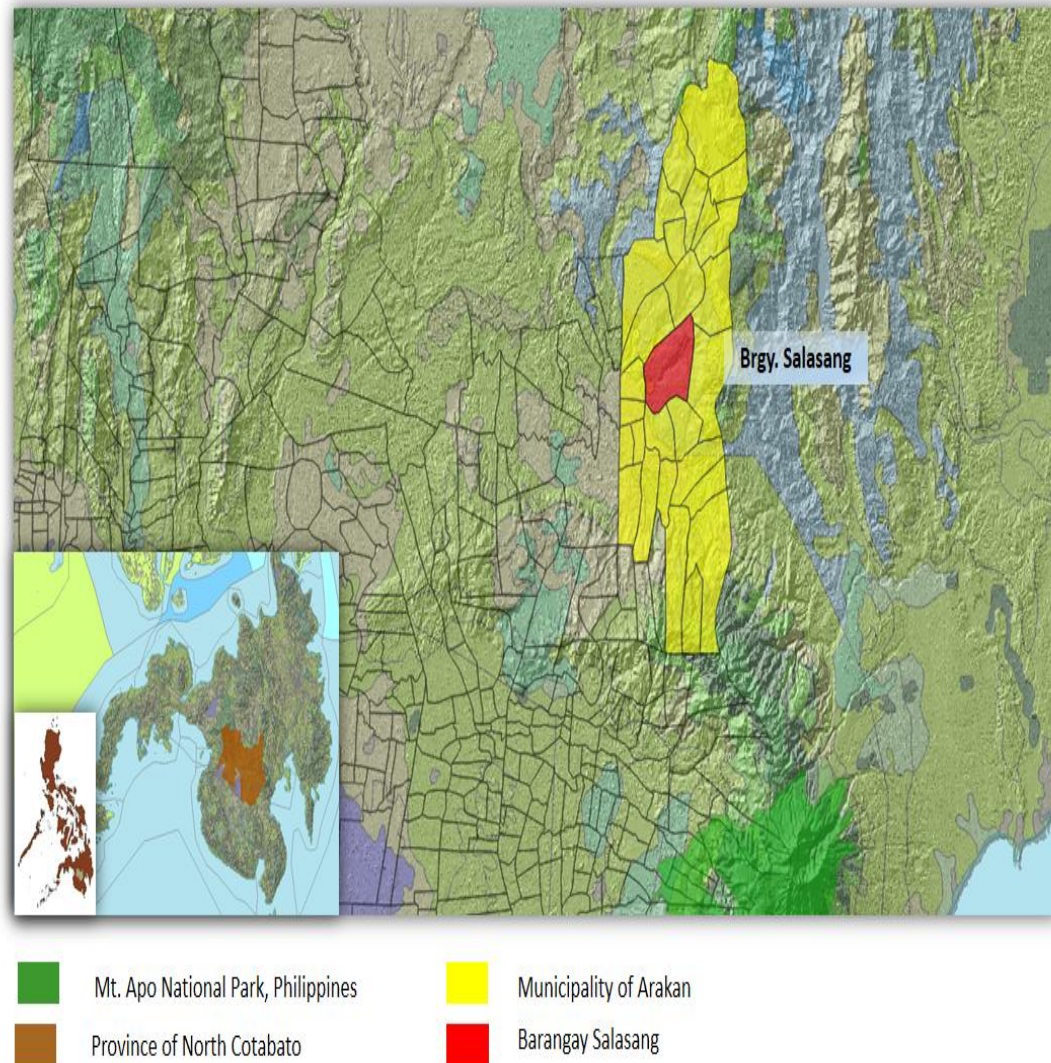 Brgy. Salasang
Mt. Apo National Park, Philippines
Municipality of Arakan
Province of North Cotabato
Barangay Salasang